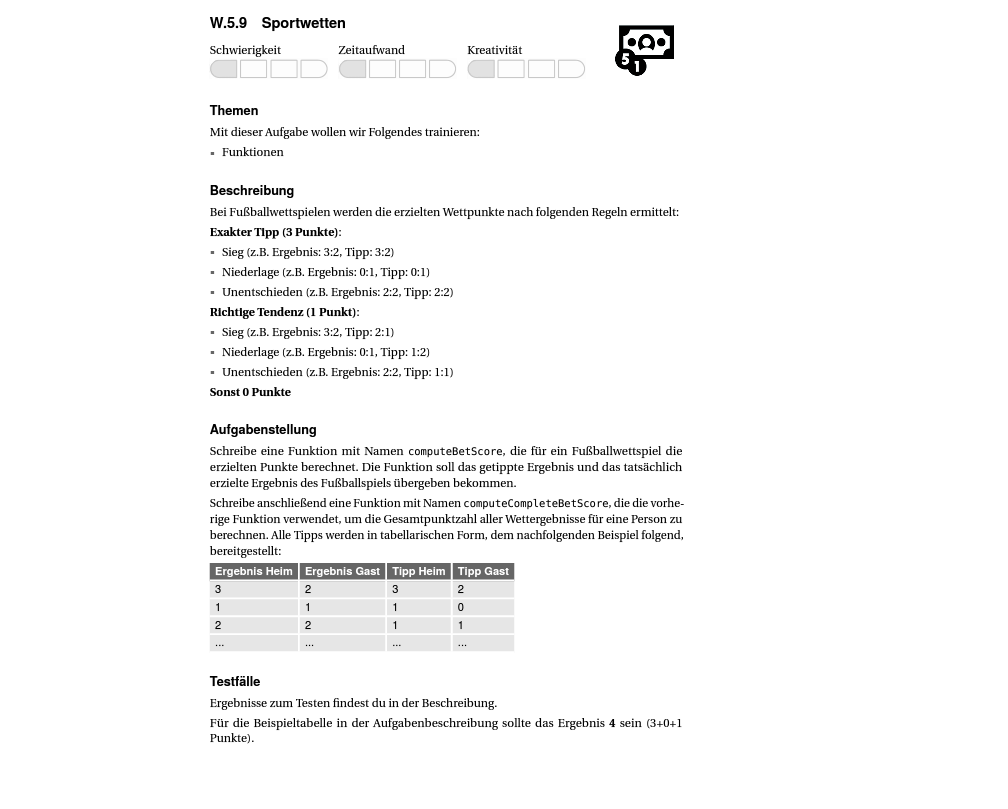 W.5.9 Sportwetten
Schwierigkeit Zeitaufwand Kreativität
5
1
Themen
Mit dieser Aufgabe wollen wir Folgendes trainieren:
▪ Funktionen
Beschreibung
Bei Fußballwettspielen werden die erzielten Wettpunkte nach folgenden Regeln ermittelt:
Exakter Tipp (3 Punkte):
▪ Sieg (z.B. Ergebnis: 3:2, Tipp: 3:2)
▪ Niederlage (z.B. Ergebnis: 0:1, Tipp: 0:1)
▪ Unentschieden (z.B. Ergebnis: 2:2, Tipp: 2:2)
Richtige Tendenz (1 Punkt):
▪ Sieg (z.B. Ergebnis: 3:2, Tipp: 2:1)
▪ Niederlage (z.B. Ergebnis: 0:1, Tipp: 1:2)
▪ Unentschieden (z.B. Ergebnis: 2:2, Tipp: 1:1)
Sonst 0 Punkte
Aufgabenstellung
Schreibe eine Funktion mit Namen computeBetScore, die für ein Fußballwettspiel die
erzielten Punkte berechnet. Die Funktion soll das getippte Ergebnis und das tatsächlich
erzielte Ergebnis des Fußballspiels übergeben bekommen.
Schreibe anschließend eine Funktion mit Namen computeCompleteBetScore, die die vorhe-
rige Funktion verwendet, um die Gesamtpunktzahl aller Wettergebnisse für eine Person zu
berechnen. Alle Tipps werden in tabellarischen Form, dem nachfolgenden Beispiel folgend,
bereitgestellt:
Ergebnis Heim Ergebnis Gast Tipp Heim Tipp Gast
3 2 3 2
1 1 1 0
2 2 1 1
... ... ... ...
Testfälle
Ergebnisse zum Testen findest du in der Beschreibung.
Für die Beispieltabelle in der Aufgabenbeschreibung sollte das Ergebnis 4 sein (3+0+1
Punkte).